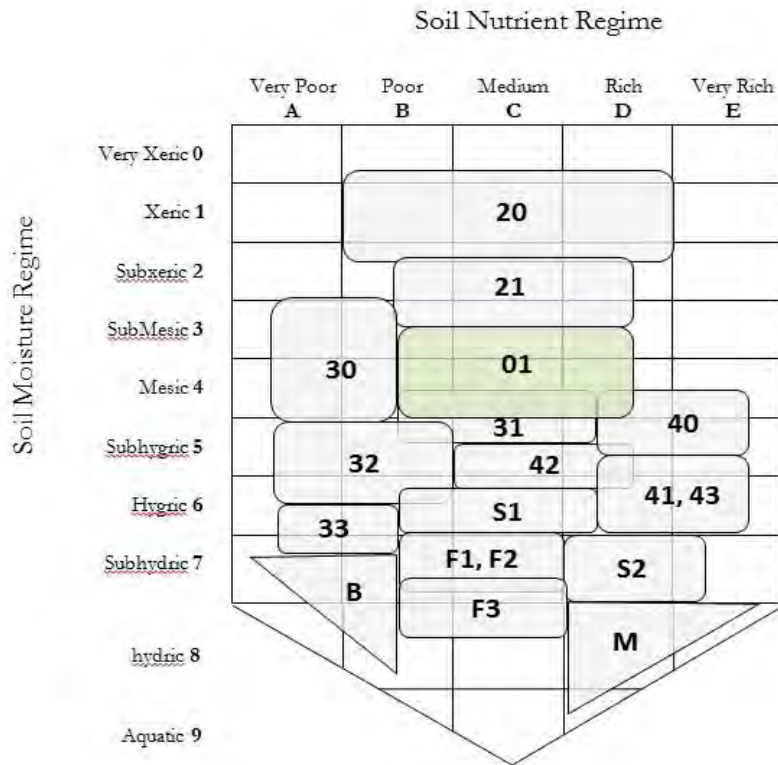 Soil Nutrient Regime
Very Poor Poor Medium Rich Very Rich
A B C D E
Soil Moisture Regime
Very Xeric 0
Xeric 1
20
Subxeric 2
21
SubMesic 3
01
30
Mesic 4
31
40
Subhygric 5
32
42
41, 43
Hygric 6
S1
33
Subhydric 7
F1, F2
S2
B
F3
hydric 8
M
Aquatic 9